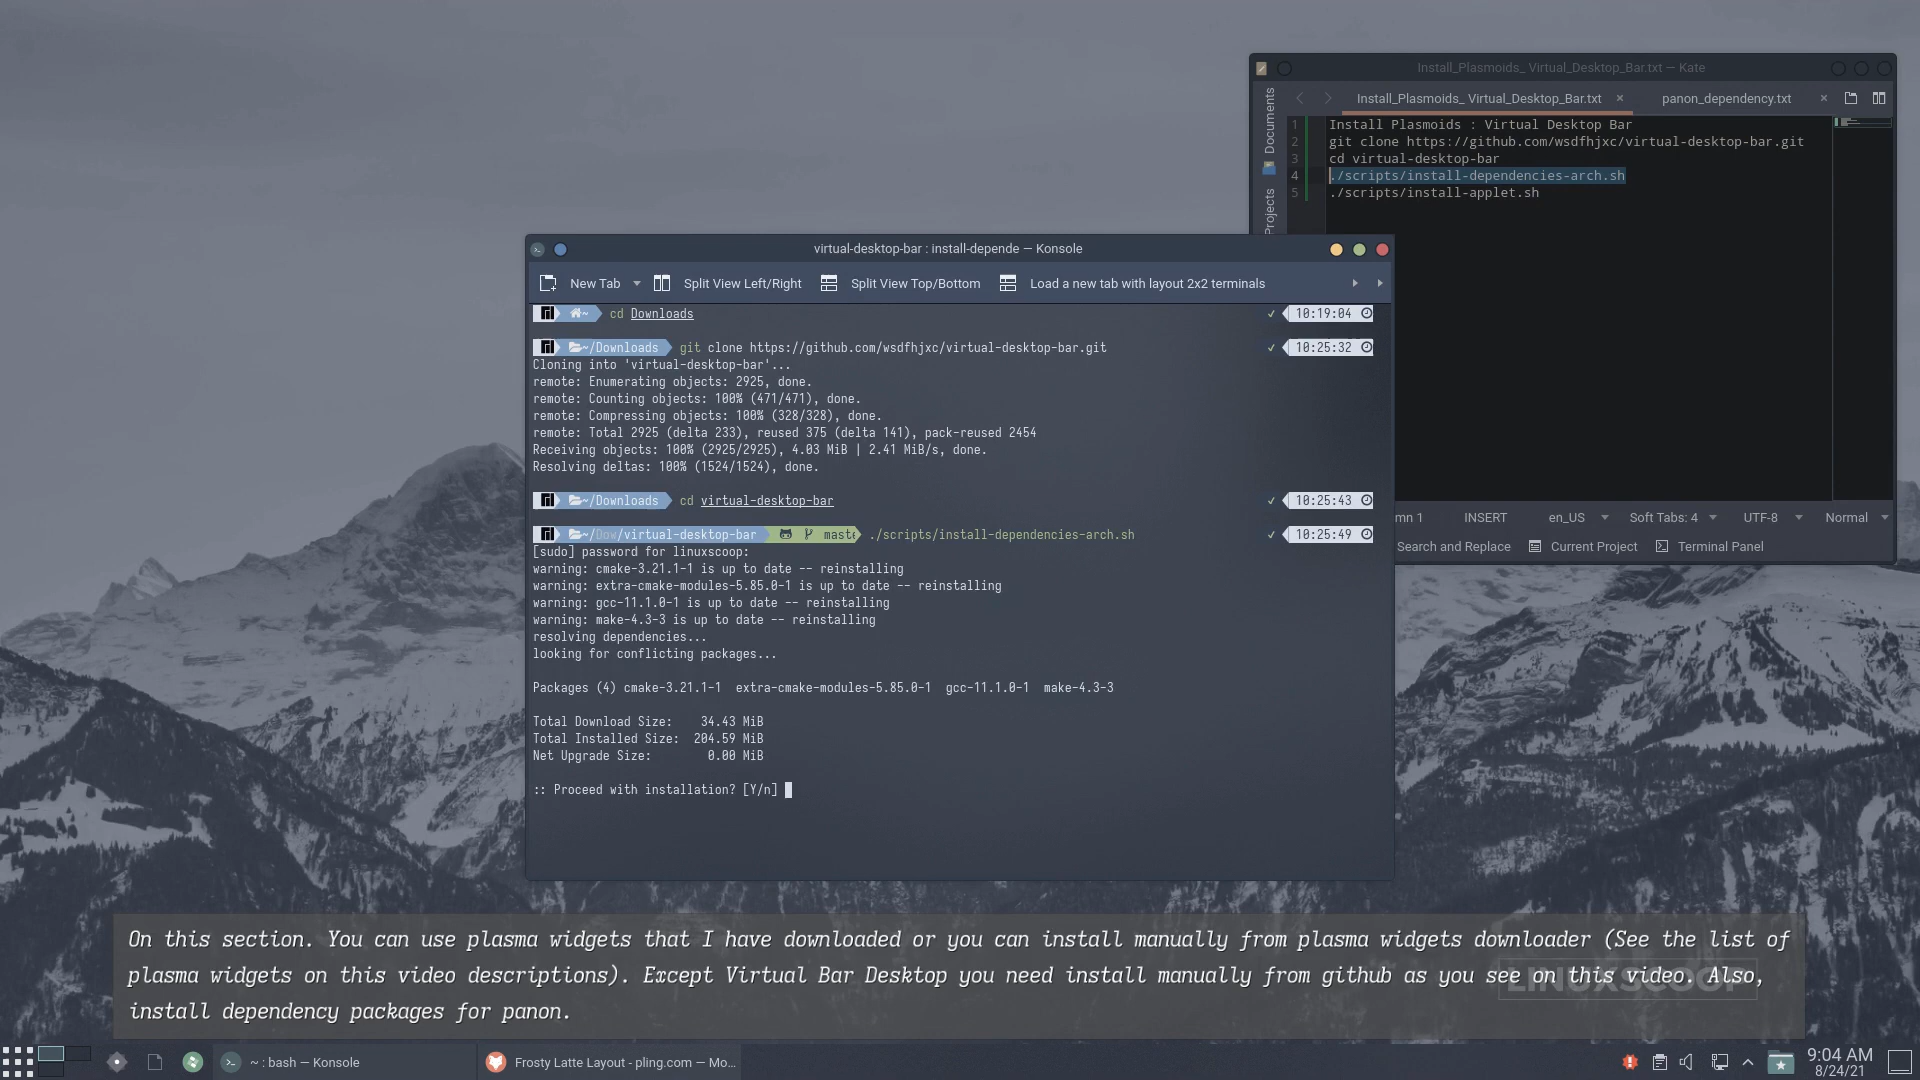 Install_Plasmoids_ Virtual_Desktop_Bar.txt — Kate
Install_Plasmoids_ Virtual_Desktop_Bar.txt
panon_dependency.txt
Documents
Projects
1 Install Plasmoids : Virtual Desktop Bar
2 git clone https://github.com/wsdfhjxc/virtual-desktop-bar.git
3 cd virtual-desktop-bar
4 ./scripts/install-dependencies-arch.sh
5 ./scripts/install-applet.sh
mn 1 INSERT en_US Soft Tabs: 4 UTF-8 Normal
Search and Replace Current Project Terminal Panel
virtual-desktop-bar : install-depende — Konsole
New Tab Split View Left/Right Split View Top/Bottom Load a new tab with layout 2x2 terminals
~ cd Downloads 10:19:04
~/Downloads git clone https://github.com/wsdfhjxc/virtual-desktop-bar.git 10:25:32
Cloning into 'virtual-desktop-bar'...
remote: Enumerating objects: 2925, done.
remote: Counting objects: 100% (471/471), done.
remote: Compressing objects: 100% (328/328), done.
remote: Total 2925 (delta 233), reused 375 (delta 141), pack-reused 2454
Receiving objects: 100% (2925/2925), 4.03 MiB | 2.41 MiB/s, done.
Resolving deltas: 100% (1524/1524), done.
~/Downloads cd virtual-desktop-bar 10:25:43
~/Dow/virtual-desktop-bar maste ./scripts/install-dependencies-arch.sh 10:25:49
[sudo] password for linuxscoop:
warning: cmake-3.21.1-1 is up to date -- reinstalling
warning: extra-cmake-modules-5.85.0-1 is up to date -- reinstalling
warning: gcc-11.1.0-1 is up to date -- reinstalling
warning: make-4.3-3 is up to date -- reinstalling
resolving dependencies...
looking for conflicting packages...
Packages (4) cmake-3.21.1-1 extra-cmake-modules-5.85.0-1 gcc-11.1.0-1 make-4.3-3
Total Download Size: 34.43 MiB
Total Installed Size: 204.59 MiB
Net Upgrade Size: 0.00 MiB
:: Proceed with installation? [Y/n]
On this section. You can use plasma widgets that I have downloaded or you can install manually from plasma widgets downloader (See the list of
plasma widgets on this video descriptions). Except Virtual Bar Desktop you need install manually from github as you see on this video. Also,
install dependency packages for panon.
LINUXSCOOP
~ : bash — Konsole
Frosty Latte Layout - pling.com — Mo...
9:04 AM
8/24/21